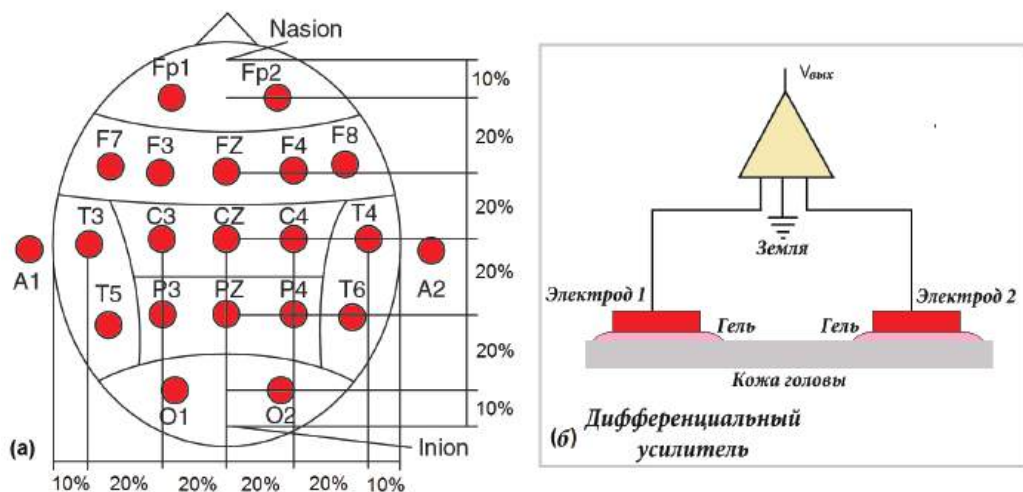 Nasion
Fp1 Fp2
10%
20%
F7 F3 FZ F4 F8
20%
T3 C3 CZ C4 T4
A1 A2
20%
T5 P3 PZ P4 T6
20%
O1 O2
10%
(а)
Inion
10% 20% 20% 20% 20% 10%
Vвых
Земля
Электрод 1 Электрод 2
Гель Гель
Кожа головы
(б) Дифференциальный
усилитель